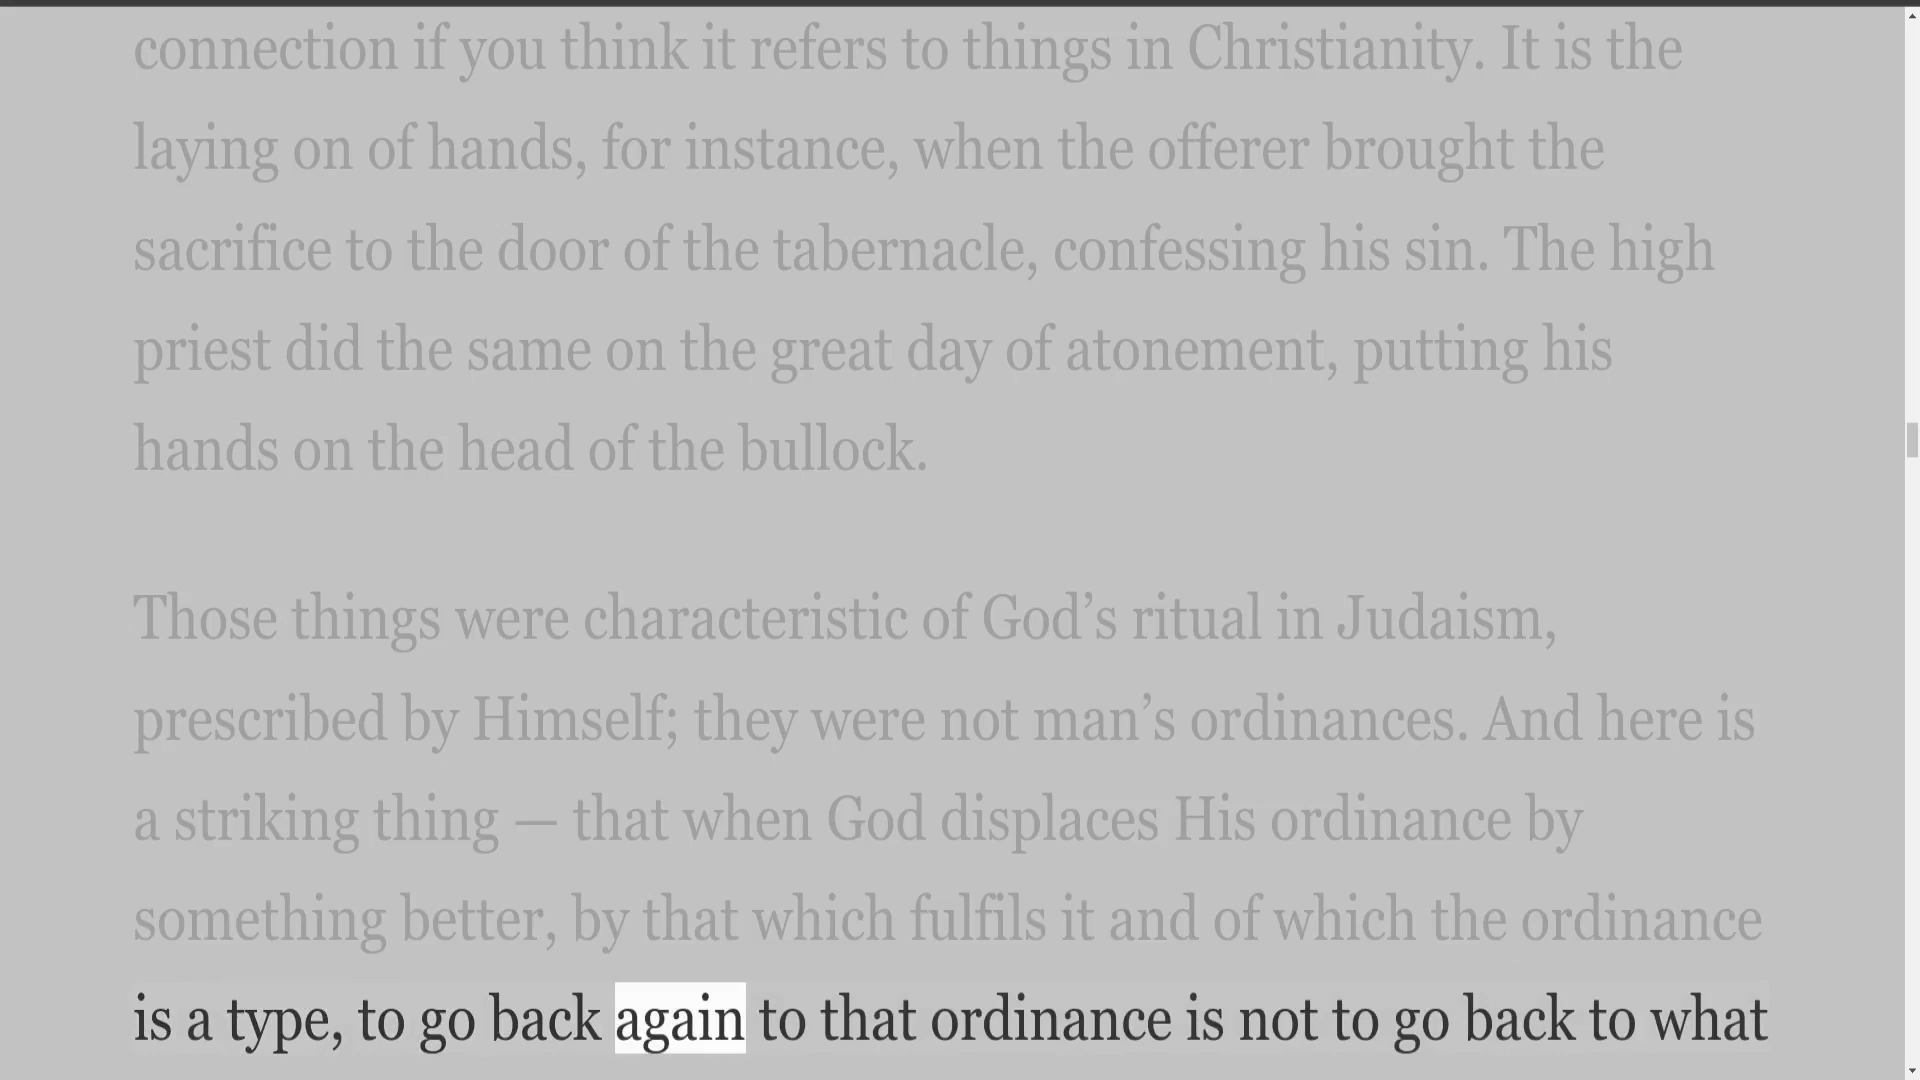 connection if you think it refers to things in Christianity. It is the
laying on of hands, for instance, when the offerer brought the
sacrifice to the door of the tabernacle, confessing his sin. The high
priest did the same on the great day of atonement, putting his
hands on the head of the bullock.
Those things were characteristic of God’s ritual in Judaism,
prescribed by Himself; they were not man’s ordinances. And here is
a striking thing — that when God displaces His ordinance by
something better, by that which fulfils it and of which the ordinance
is a type, to go back again to that ordinance is not to go back to what